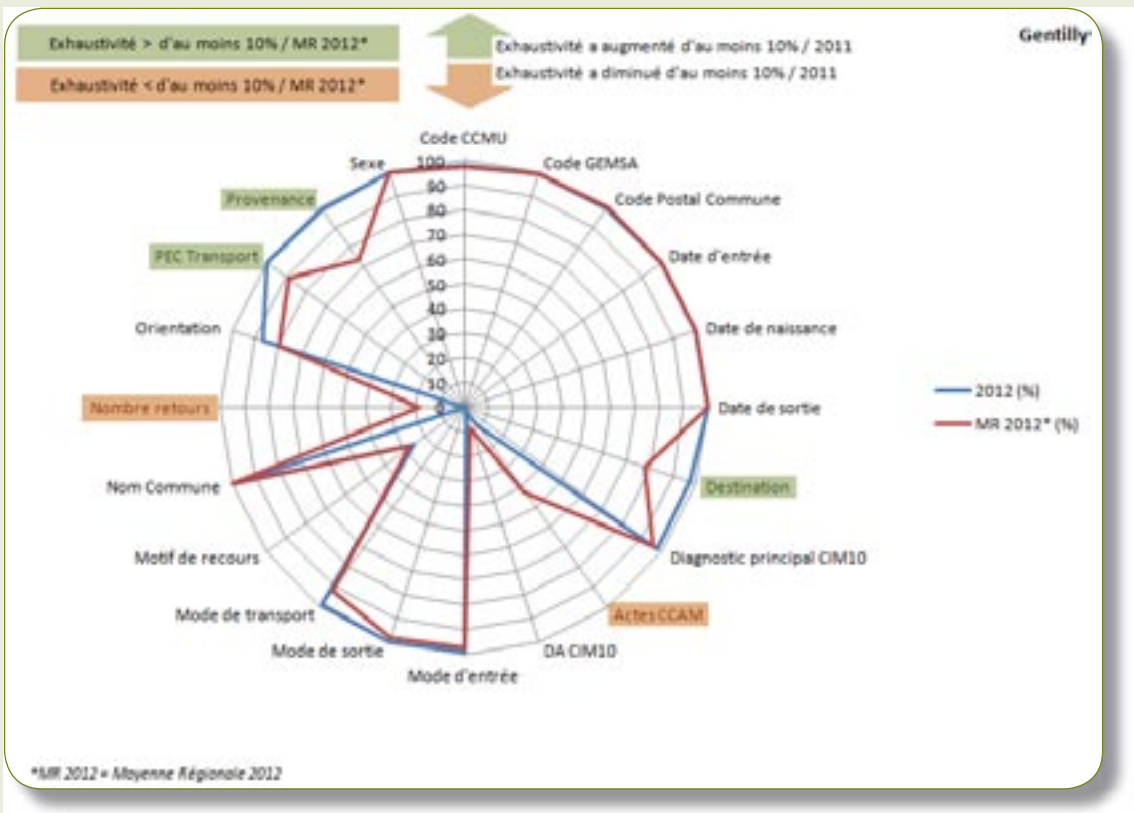 Exhaustivité > d'au moins 10% / MR 2012*
Exhaustivité < d'au moins 10% / MR 2012*
Exhaustivité a augmenté d'au moins 10% / 2011
Exhaustivité a diminué d'au moins 10% / 2011
Gentilly
Code CCMU
Code GEMSA
Code Postal Commune
Date d'entrée
Date de naissance
Date de sortie
Destination
Diagnostic principal CIM10
Actes CCAM
DA CIM10
Mode d'entrée
Mode de sortie
Mode de transport
Motif de recours
Nom Commune
Nombre retours
Orientation
PEC Transport
Provenance
Sexe
100
90
80
70
60
50
40
30
20
10
0
2012 (%)
MR 2012* (%)
*MR 2012 = Moyenne Régionale 2012